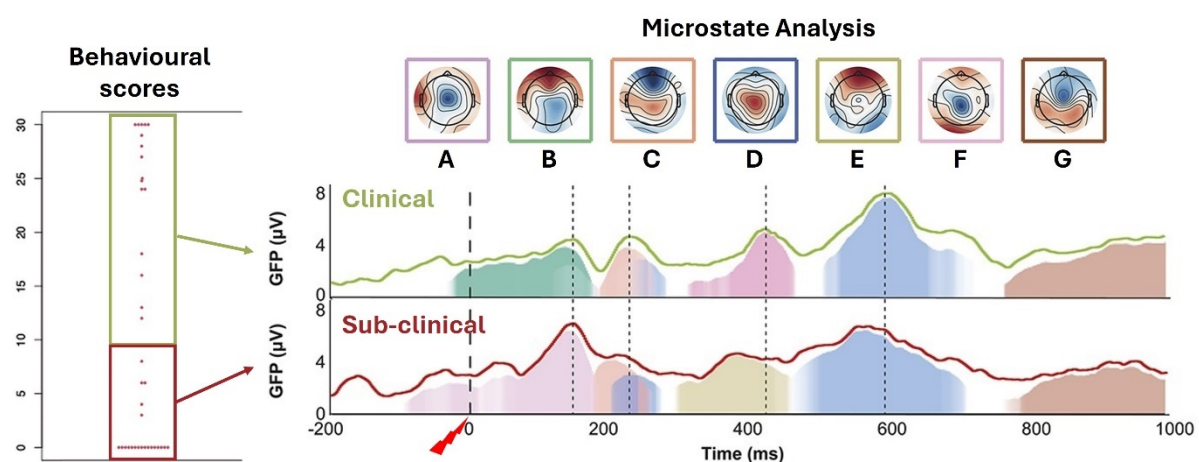 Microstate Analysis
Behavioural
scores
A B C D E F G
30
25
20
15
10
5
0
Clinical
GFP (µV)
8
4
0
Sub-clinical
GFP (µV)
8
4
0
-200 0 200 400 600 800 1000
Time (ms)